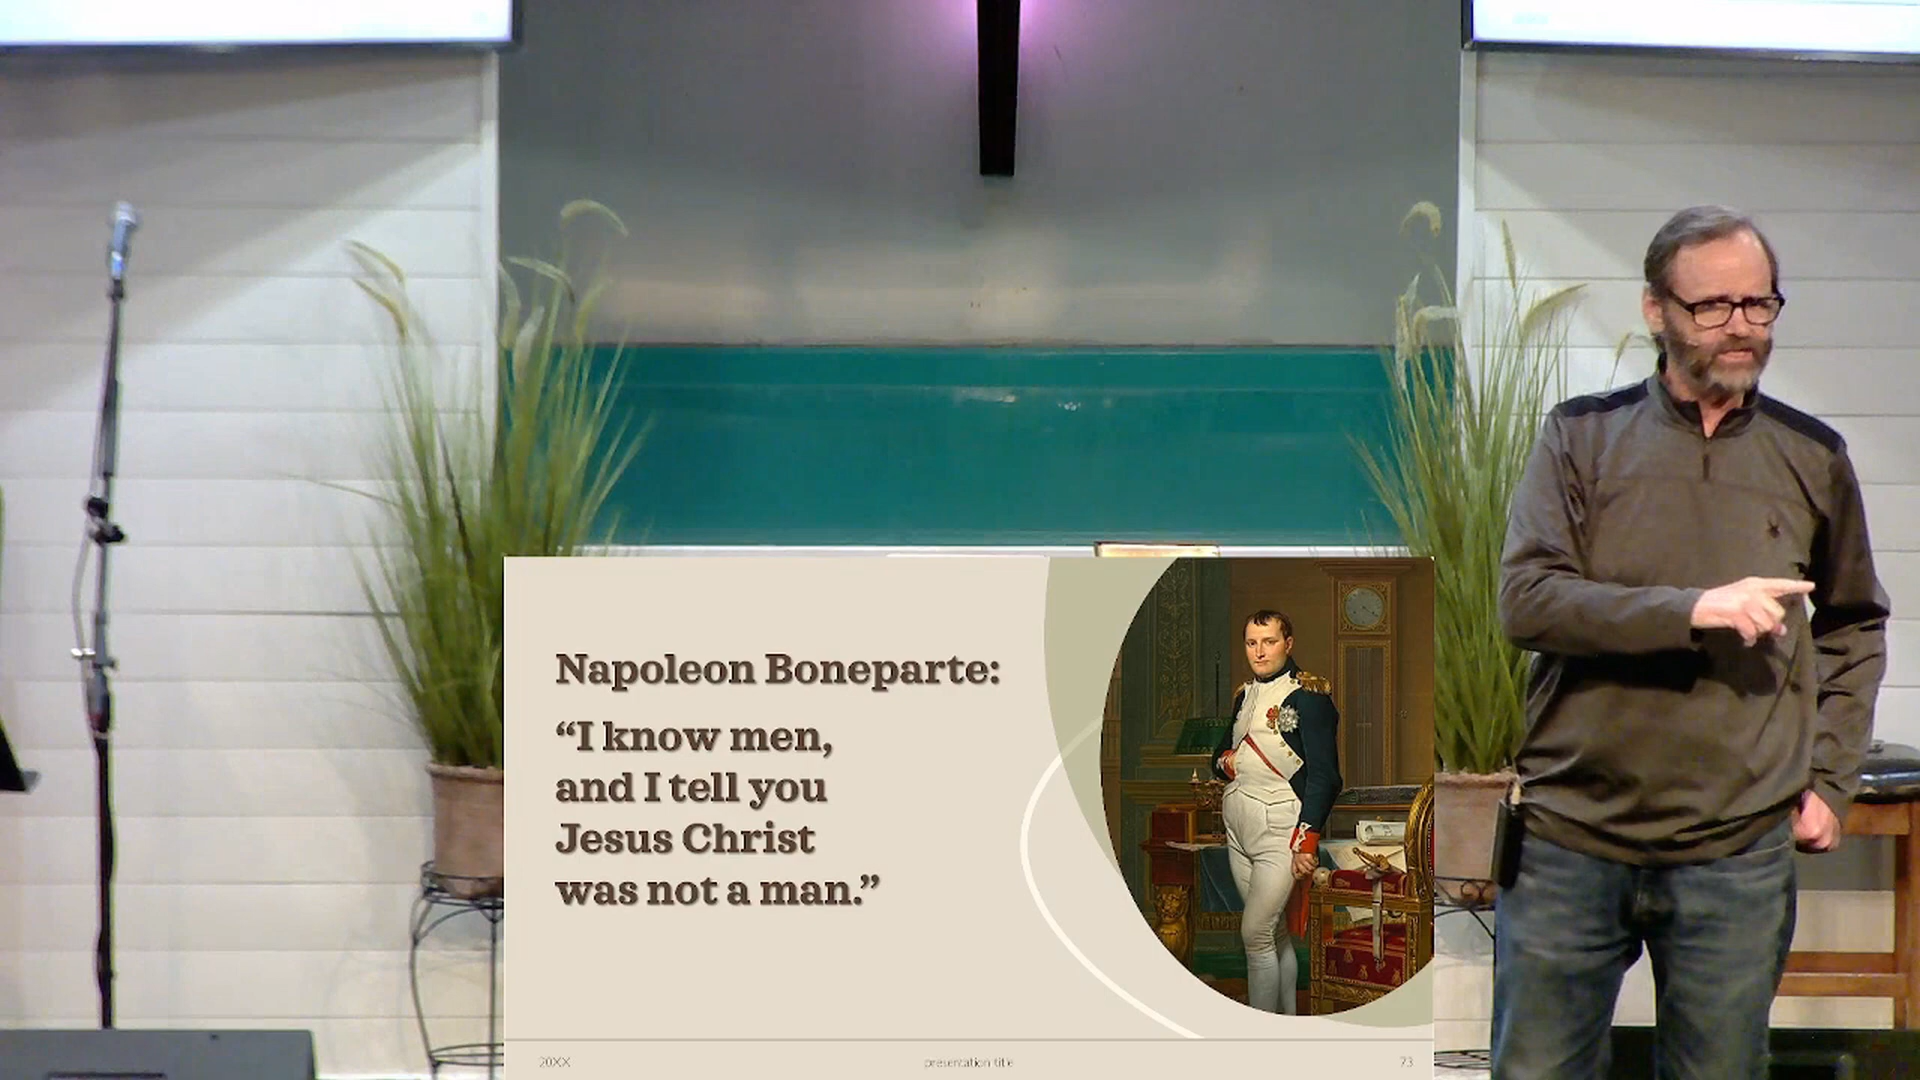 Napoleon Boneparte:
“I know men,
and I tell you
Jesus Christ
was not a man.”
20XX
presentation title
73